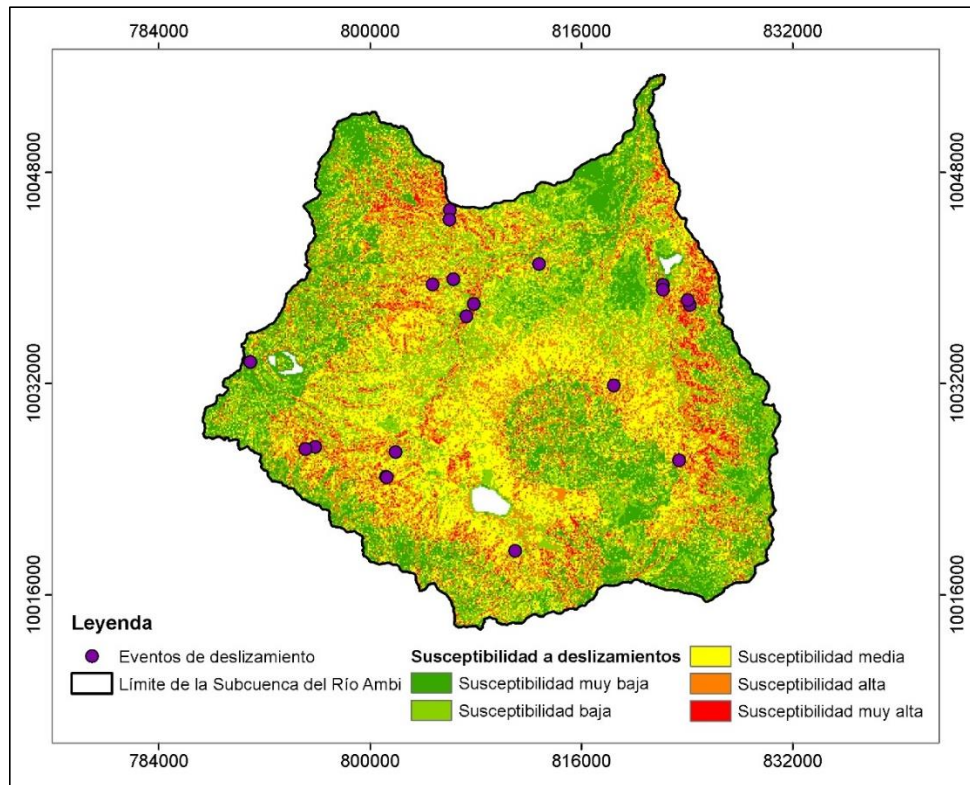 784000 800000 816000 832000
10048000 10048000
10032000 10032000
10016000 10016000
Leyenda
Eventos de deslizamiento
Límite de la Subcuenca del Río Ambi
Susceptibilidad a deslizamientos
Susceptibilidad muy baja
Susceptibilidad baja
Susceptibilidad media
Susceptibilidad alta
Susceptibilidad muy alta
784000 800000 816000 832000